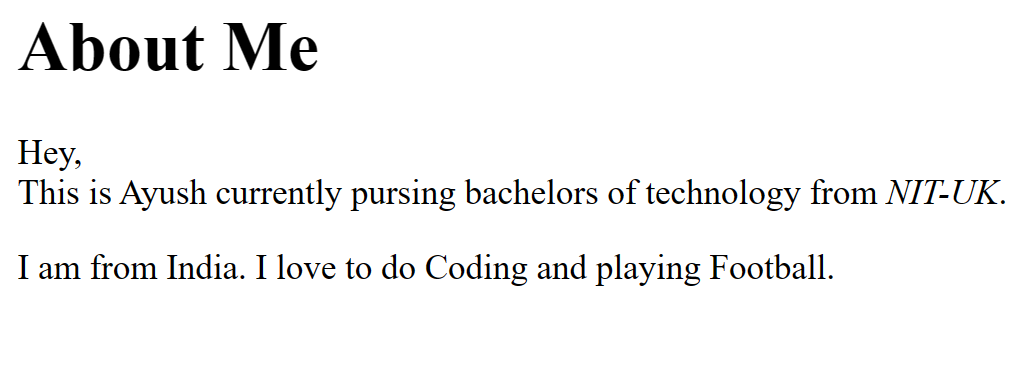 About Me
Hey,
This is Ayush currently pursing bachelors of technology from NIT-UK.
I am from India. I love to do Coding and playing Football.